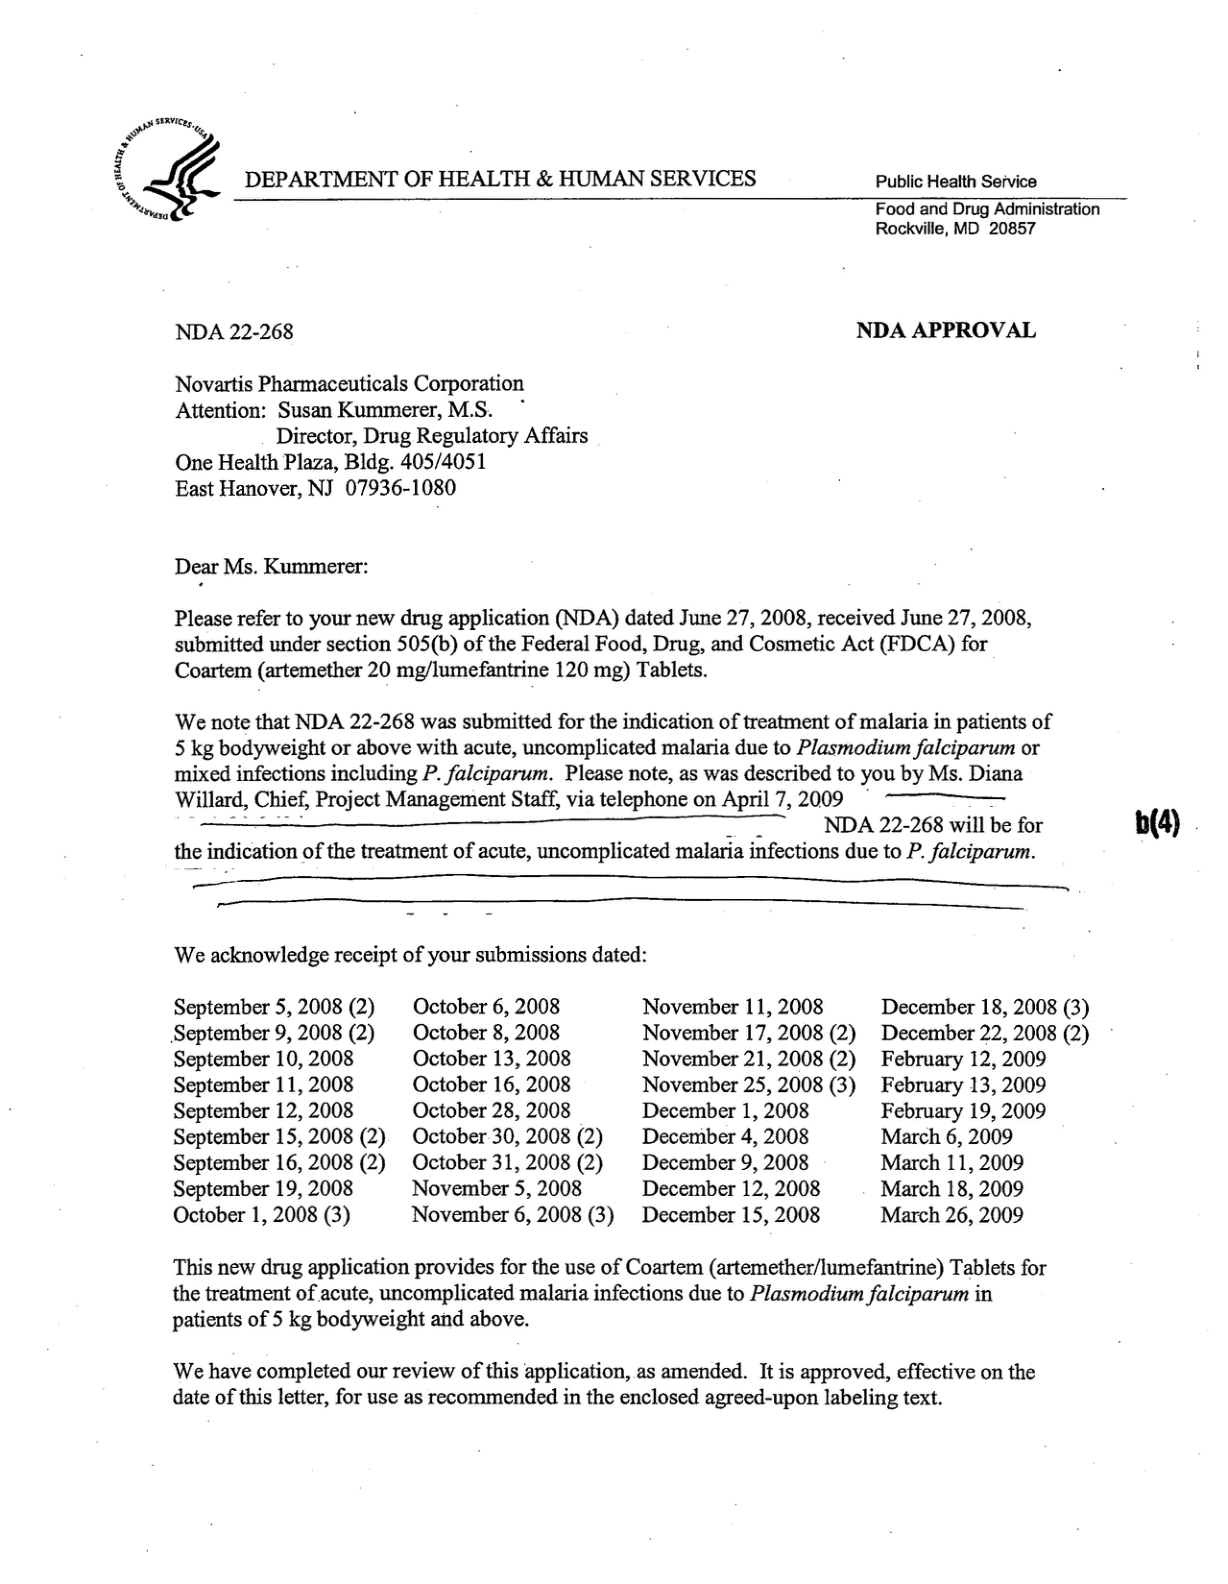 DEPARTMENT OF HEALTH & HUMAN SERVICES·USA
DEPARTMENT OF HEALTH & HUMAN SERVICES
Public Health Service
Food and Drug Administration
Rockville, MD 20857
NDA 22-268
NDA APPROVAL
Novartis Pharmaceuticals Corporation
Attention: Susan Kummerer, M.S.
Director, Drug Regulatory Affairs
One Health Plaza, Bldg. 405/4051
East Hanover, NJ 07936-1080
Dear Ms. Kummerer:
Please refer to your new drug application (NDA) dated June 27, 2008, received June 27, 2008,
submitted under section 505(b) of the Federal Food, Drug, and Cosmetic Act (FDCA) for
Coartem (artemether 20 mg/lumefantrine 120 mg) Tablets.
We note that NDA 22-268 was submitted for the indication of treatment of malaria in patients of
5 kg bodyweight or above with acute, uncomplicated malaria due to Plasmodium falciparum or
mixed infections including P. falciparum. Please note, as was described to you by Ms. Diana
Willard, Chief, Project Management Staff, via telephone on April 7, 2009
NDA 22-268 will be for
b(4)
the indication of the treatment of acute, uncomplicated malaria infections due to P. falciparum.
We acknowledge receipt of your submissions dated:
September 5, 2008 (2) October 6, 2008 November 11, 2008 December 18, 2008 (3)
September 9, 2008 (2) October 8, 2008 November 17, 2008 (2) December 22, 2008 (2)
September 10, 2008 October 13, 2008 November 21, 2008 (2) February 12, 2009
September 11, 2008 October 16, 2008 November 25, 2008 (3) February 13, 2009
September 12, 2008 October 28, 2008 December 1, 2008 February 19, 2009
September 15, 2008 (2) October 30, 2008 (2) December 4, 2008 March 6, 2009
September 16, 2008 (2) October 31, 2008 (2) December 9, 2008 March 11, 2009
September 19, 2008 November 5, 2008 December 12, 2008 March 18, 2009
October 1, 2008 (3) November 6, 2008 (3) December 15, 2008 March 26, 2009
This new drug application provides for the use of Coartem (artemether/lumefantrine) Tablets for
the treatment of acute, uncomplicated malaria infections due to Plasmodium falciparum in
patients of 5 kg bodyweight and above.
We have completed our review of this application, as amended. It is approved, effective on the
date of this letter, for use as recommended in the enclosed agreed-upon labeling text.